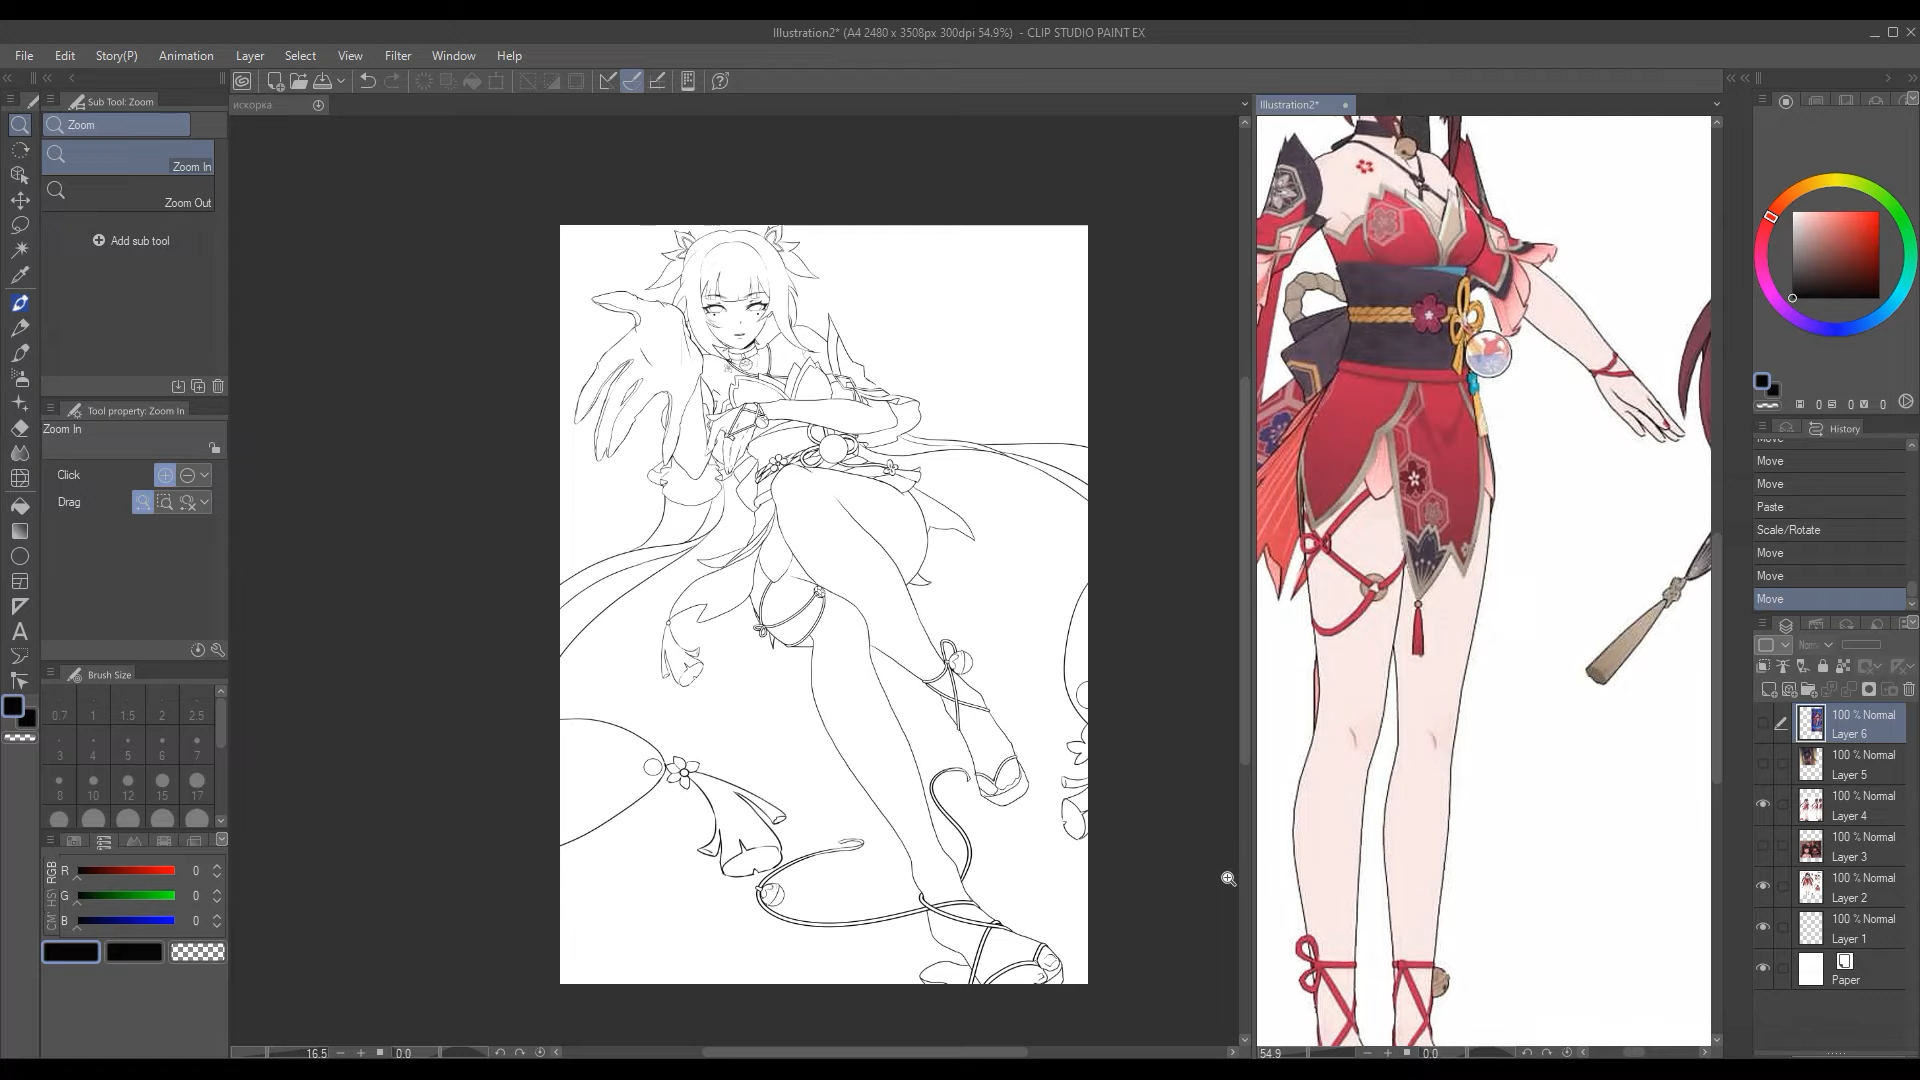 Illustration2* (A4 2480 x 3508px 300dpi 54.9%) - CLIP STUDIO PAINT EX
File Edit Story(P) Animation Layer Select View Filter Window Help
Sub Tool: Zoom
искорка
Illustration2*
Zoom
Zoom In
Zoom Out
Add sub tool
Tool property: Zoom In
Zoom In
Click
Drag
Brush Size
0.7 1 1.5 2 2.5
3 4 5 6 7
8 10 12 15 17
RGB
R 0
G 0
B 0
16.5
0.0
54.9
0.0
H 0 S 0 V 0
History
Move
Move
Move
Paste
Scale/Rotate
Move
Move
Move
100 % Normal
Layer 6
100 % Normal
Layer 5
100 % Normal
Layer 4
100 % Normal
Layer 3
100 % Normal
Layer 2
100 % Normal
Layer 1
Paper